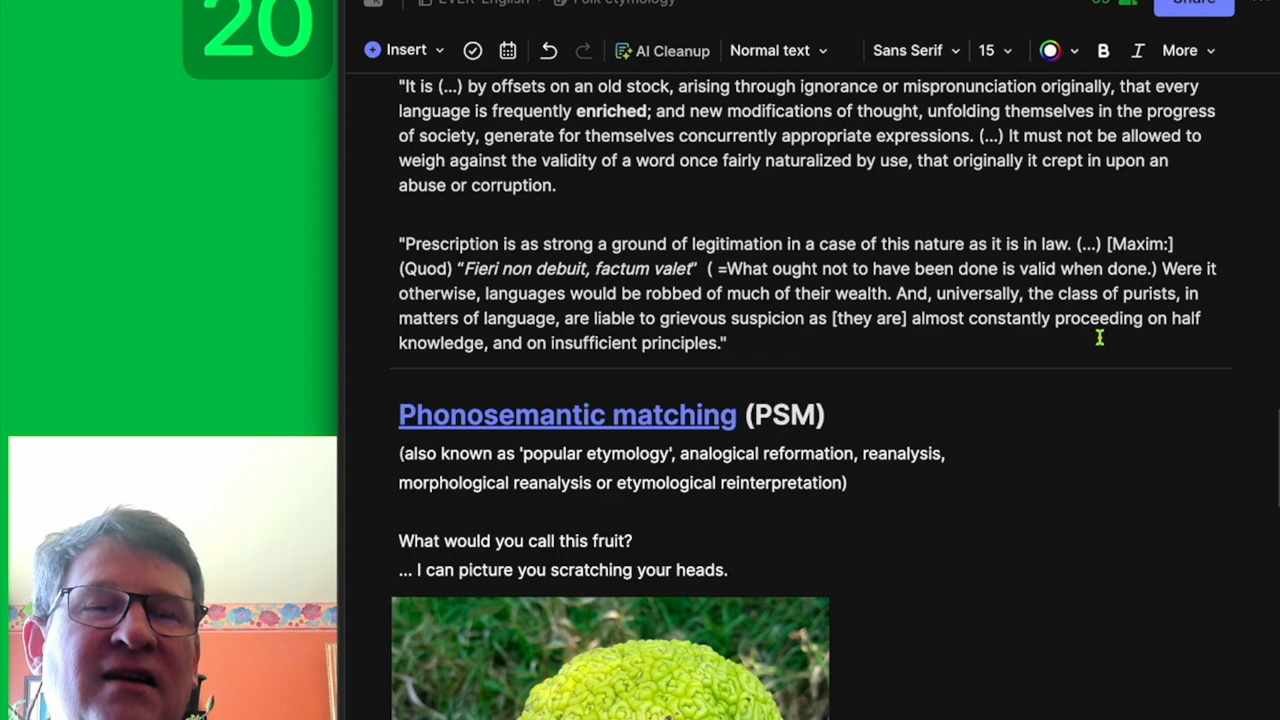 20
EVER-English
Folk etymology
Share
Insert
AI Cleanup
Normal text
Sans Serif
15
B
I
More
"It is (...) by offsets on an old stock, arising through ignorance or mispronunciation originally, that every
language is frequently enriched; and new modifications of thought, unfolding themselves in the progress
of society, generate for themselves concurrently appropriate expressions. (...) It must not be allowed to
weigh against the validity of a word once fairly naturalized by use, that originally it crept in upon an
abuse or corruption.
"Prescription is as strong a ground of legitimation in a case of this nature as it is in law. (...) [Maxim:]
(Quod) “Fieri non debuit, factum valet” ( =What ought not to have been done is valid when done.) Were it
otherwise, languages would be robbed of much of their wealth. And, universally, the class of purists, in
matters of language, are liable to grievous suspicion as [they are] almost constantly proceeding on half
knowledge, and on insufficient principles."
Phonosemantic matching (PSM)
(also known as 'popular etymology', analogical reformation, reanalysis,
morphological reanalysis or etymological reinterpretation)
What would you call this fruit?
... I can picture you scratching your heads.